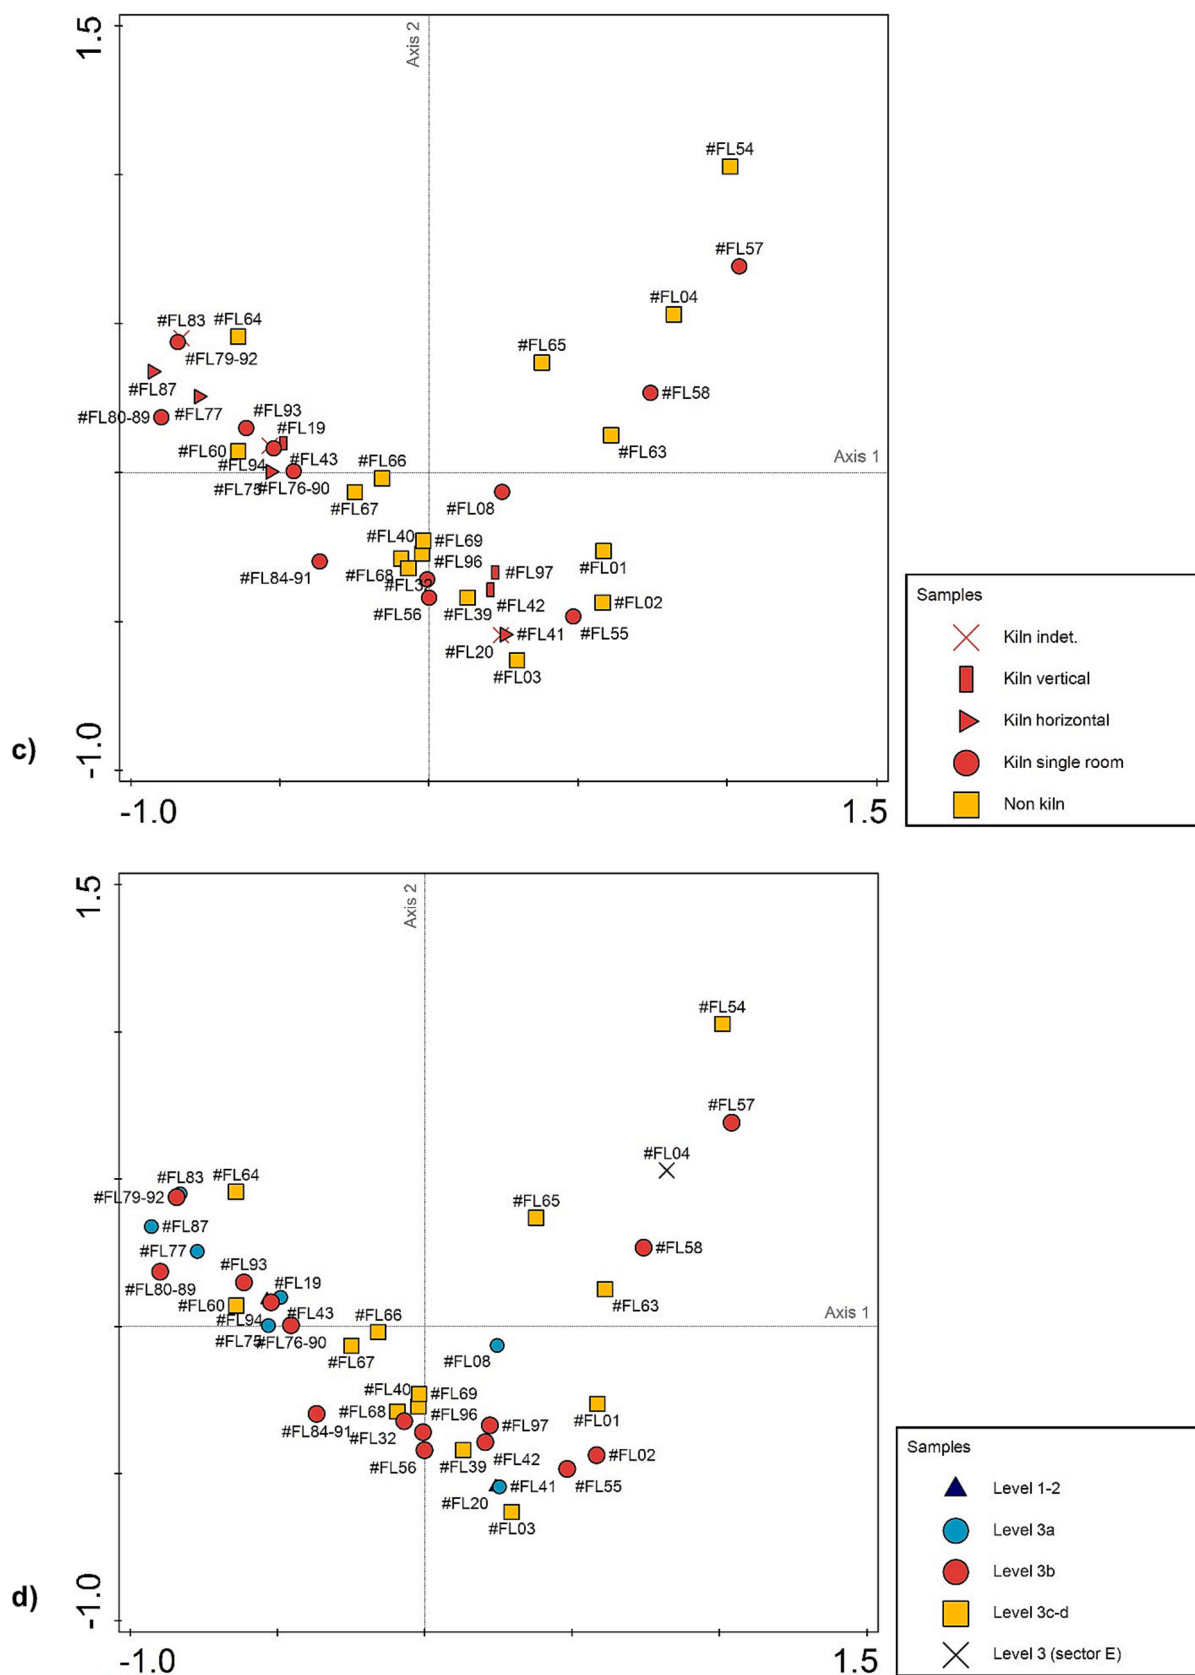 1.5
Axis 2
#FL54
#FL57
#FL04
#FL65
#FL83
#FL64
#FL79-92
#FL87
#FL58
#FL80-89
#FL77
#FL93
#FL19
#FL63
#FL60
#FL66
Axis 1
#FL94
#FL43
#FL75
#FL76-90
#FL67
#FL08
#FL40
#FL69
#FL96
#FL01
#FL84-91
#FL68
#FL32
#FL97
#FL56
#FL39
#FL42
#FL02
#FL41
#FL55
#FL20
#FL03
c)
-1.0
-1.0
1.5
Samples
Kiln indet.
Kiln vertical
Kiln horizontal
Kiln single room
Non kiln
1.5
Axis 2
#FL54
#FL57
#FL04
#FL83
#FL64
#FL79-92
#FL65
#FL87
#FL77
#FL58
#FL93
#FL80-89
#FL19
#FL60
#FL63
#FL66
Axis 1
#FL94
#FL43
#FL75
#FL76-90
#FL67
#FL08
#FL40
#FL69
#FL68
#FL96
#FL01
#FL84-91
#FL97
#FL32
#FL56
#FL39
#FL42
#FL02
#FL41
#FL55
#FL20
#FL03
d)
-1.0
-1.0
1.5
Samples
Level 1-2
Level 3a
Level 3b
Level 3c-d
Level 3 (sector E)